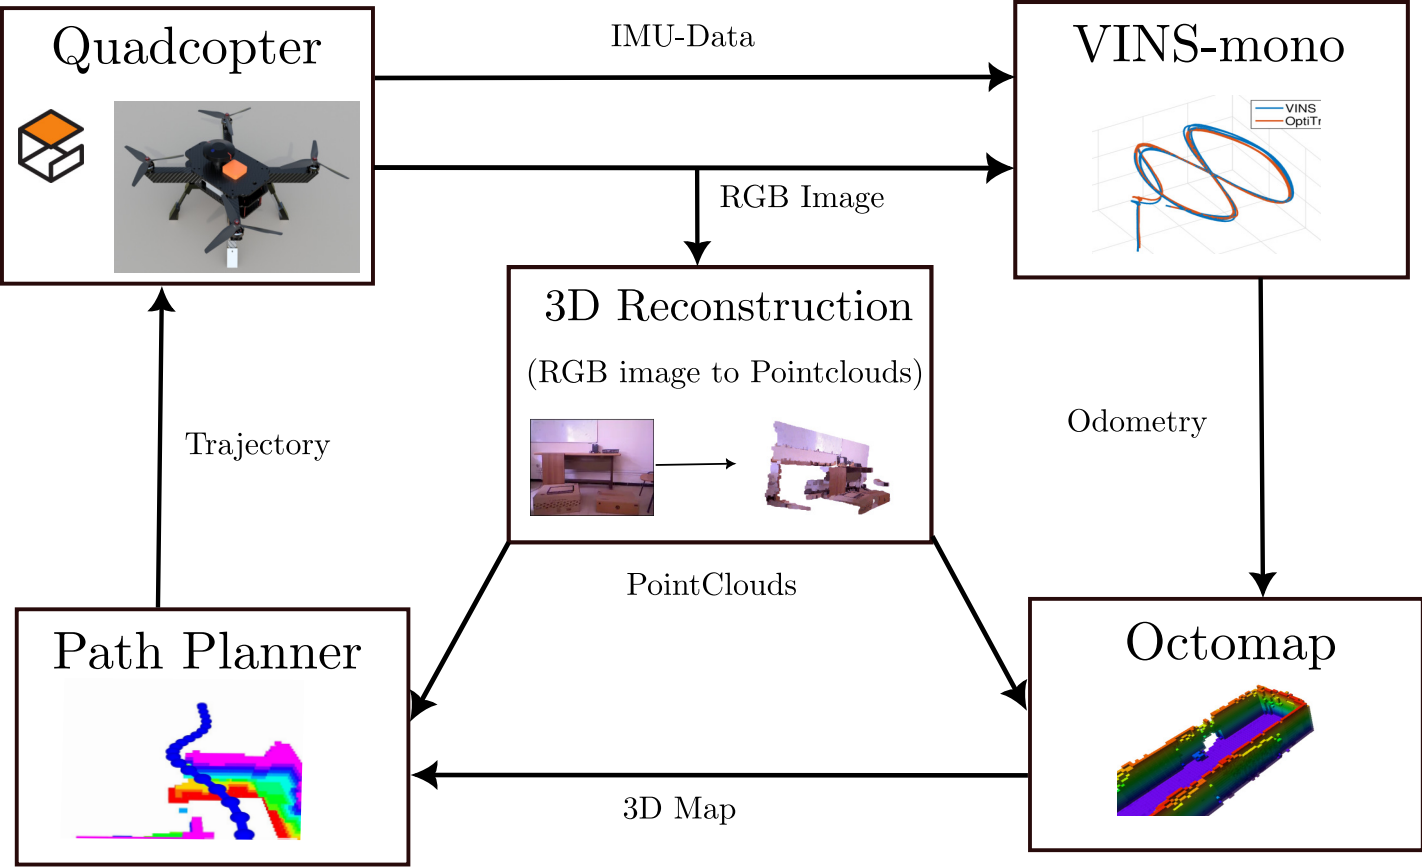 Quadcopter
IMU-Data
VINS-mono
VINS
OptiTr
RGB Image
3D Reconstruction
(RGB image to Pointclouds)
Trajectory
Odometry
PointClouds
Path Planner
Octomap
3D Map